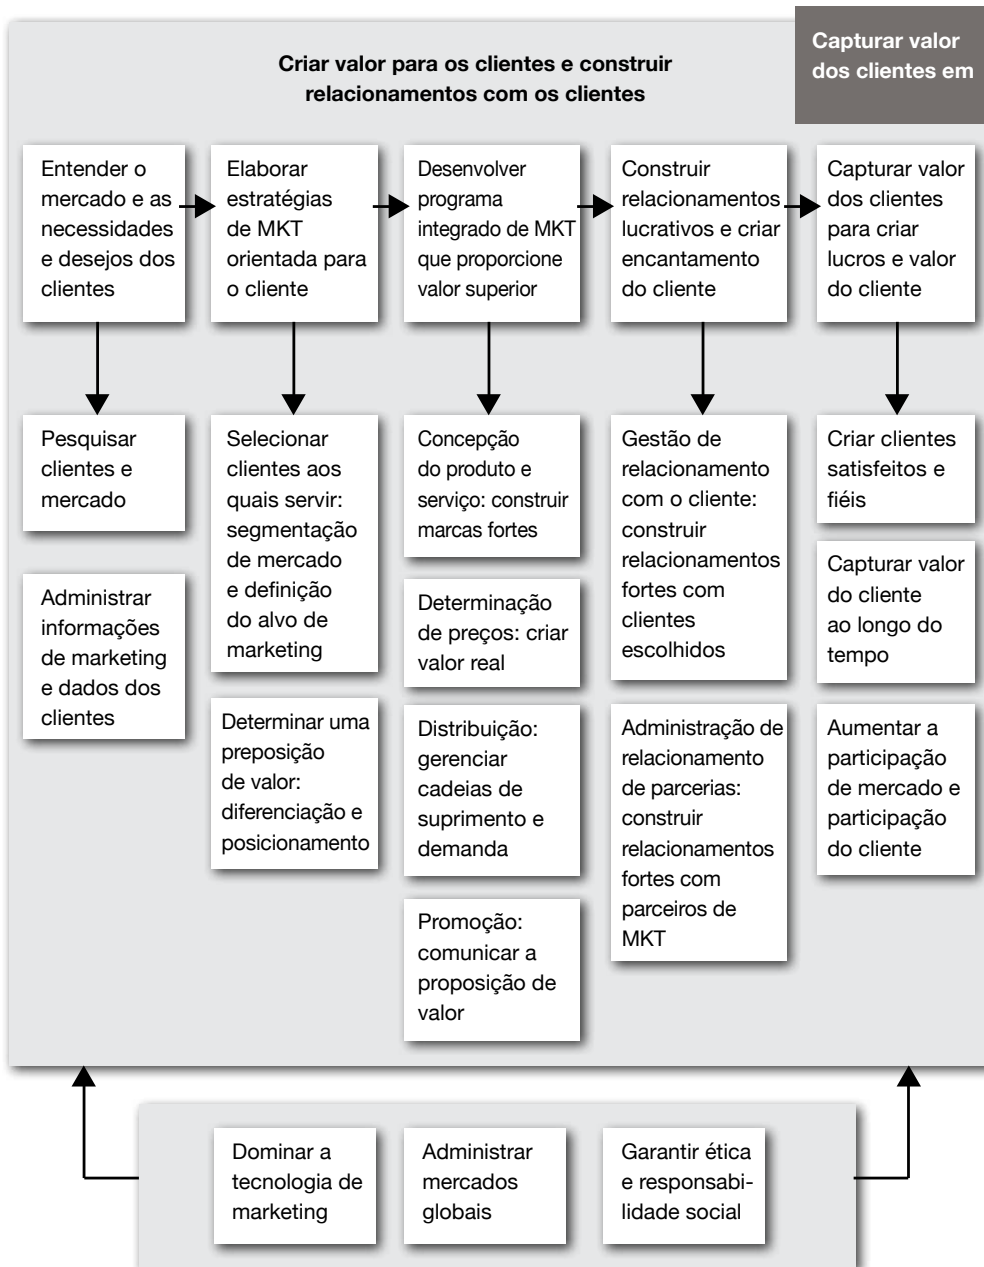 Criar valor para os clientes e construir
relacionamentos com os clientes
Capturar valor
dos clientes em
Entender o
mercado e as
necessidades
e desejos dos
clientes
Elaborar
estratégias
de MKT
orientada para
o cliente
Desenvolver
programa
integrado de MKT
que proporcione
valor superior
Construir
relacionamentos
lucrativos e criar
encantamento
do cliente
Capturar valor
dos clientes
para criar
lucros e valor
do cliente
Pesquisar
clientes e
mercado
Administrar
informações
de marketing
e dados dos
clientes
Selecionar
clientes aos
quais servir:
segmentação
de mercado
e definição
do alvo de
marketing
Determinar uma
preposição
de valor:
diferenciação e
posicionamento
Concepção
do produto e
serviço: construir
marcas fortes
Determinação
de preços: criar
valor real
Distribuição:
gerenciar
cadeias de
suprimento e
demanda
Promoção:
comunicar a
proposição de
valor
Gestão de
relacionamento
com o cliente:
construir
relacionamentos
fortes com
clientes
escolhidos
Administração de
relacionamento
de parcerias:
construir
relacionamentos
fortes com
parceiros de
MKT
Criar clientes
satisfeitos e
fiéis
Capturar valor
do cliente
ao longo do
tempo
Aumentar a
participação
de mercado e
participação
do cliente
Dominar a
tecnologia de
marketing
Administrar
mercados
globais
Garantir ética
e responsabi-
lidade social